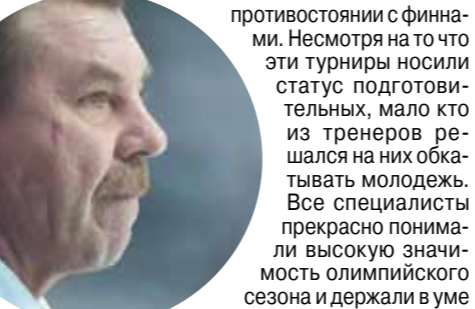 противостоянии с финна-
ми. Несмотря на то что
эти турниры носили
статус подготови-
тельных, мало кто
из тренеров ре-
шался на них обка-
тывать молодежь.
Все специалисты
прекрасно понима-
ли высокую значи-
мость олимпийского
сезона и держали в уме